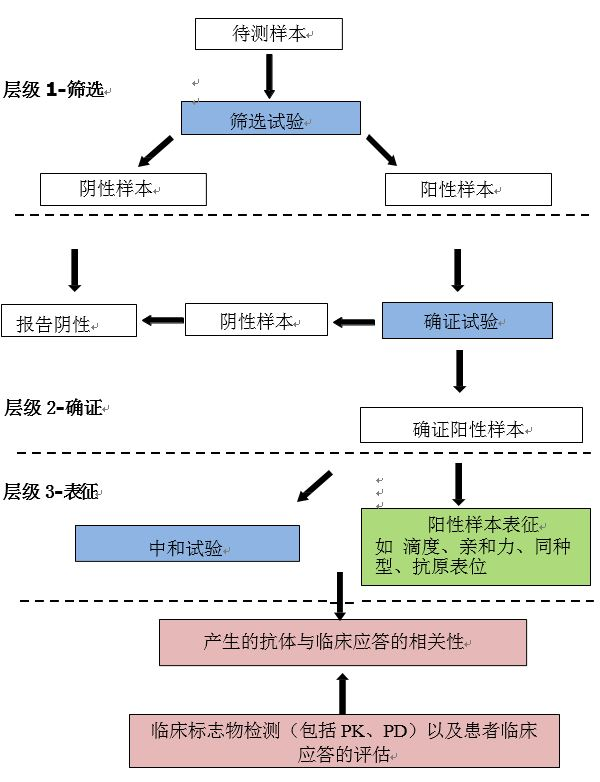 待测样本
层级 1-筛选
筛选试验
阴性样本
阳性样本
报告阴性
阴性样本
确证试验
层级 2-确证
确证阳性样本
层级 3-表征
中和试验
阳性样本表征
如 滴度、亲和力、同种
型、抗原表位
产生的抗体与临床应答的相关性
临床标志物检测（包括 PK、PD）以及患者临床
应答的评估